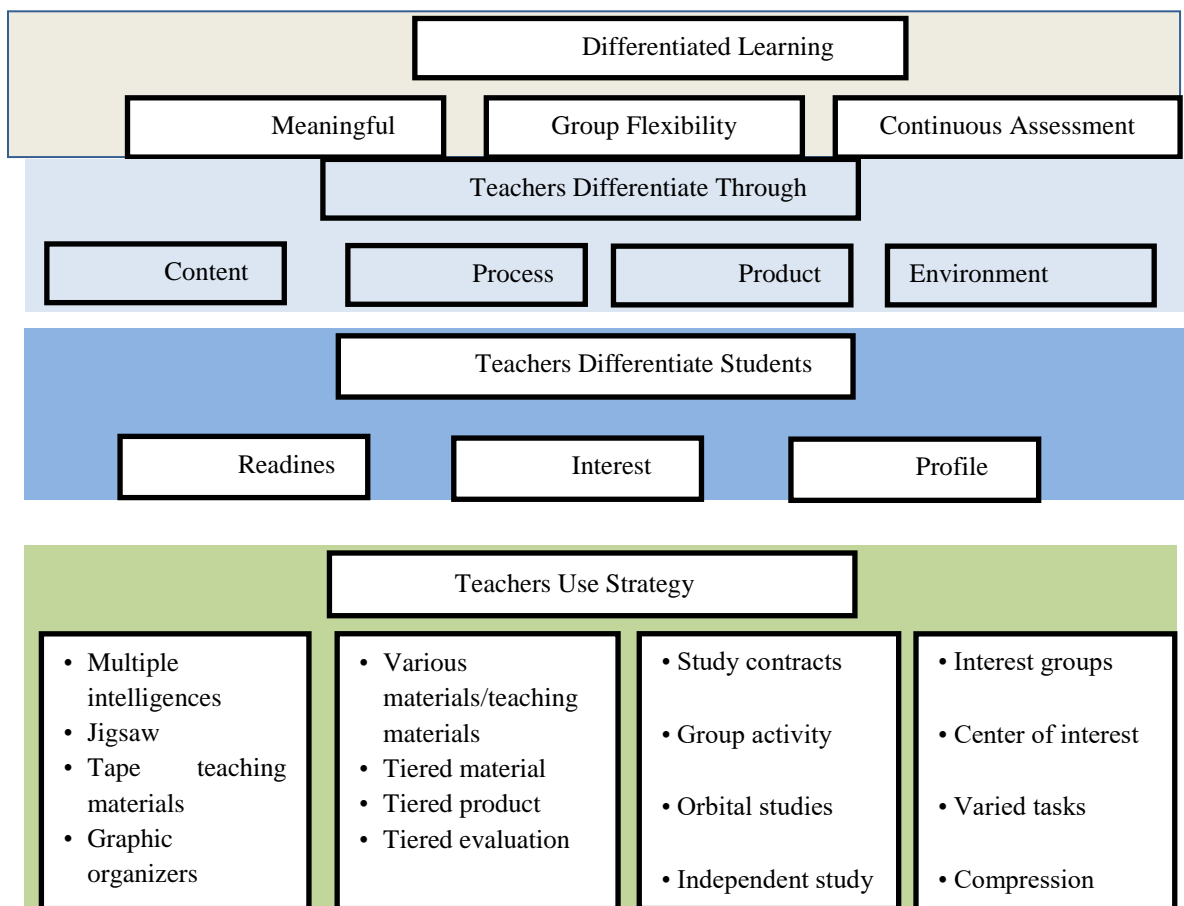 Differentiated Learning
Meaningful
Group Flexibility
Continuous Assessment
Teachers Differentiate Through
Content
Process
Product
Environment
Teachers Differentiate Students
Readines
Interest
Profile
Teachers Use Strategy
• Multiple
intelligences
• Jigsaw
• Tape teaching
materials
• Graphic
organizers
• Various
materials/teaching
materials
• Tiered material
• Tiered product
• Tiered evaluation
• Study contracts
• Group activity
• Orbital studies
• Independent study
• Interest groups
• Center of interest
• Varied tasks
• Compression